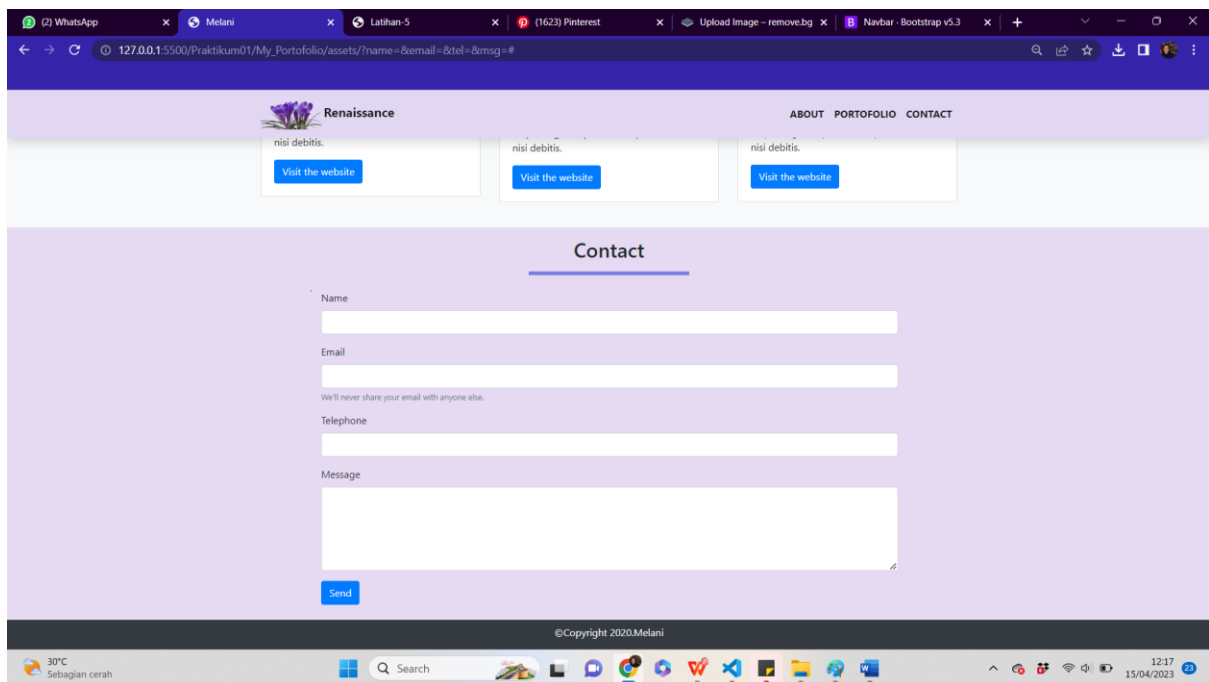 (2) WhatsApp
Melani
Latihan-5
(1623) Pinterest
Upload Image – remove.bg
Navbar · Bootstrap v5.3
127.0.0.1:5500/Praktikum01/My_Portofolio/assets/?name=&email=&tel=&msg=#
Renaissance
ABOUT PORTOFOLIO CONTACT
nisi debitis.
nisi debitis.
nisi debitis.
Visit the website
Visit the website
Visit the website
Contact
Name
Email
We'll never share your email with anyone else.
Telephone
Message
Send
©Copyright 2020.Melani
30°C
Sebagian cerah
Search
12:17
15/04/2023
23